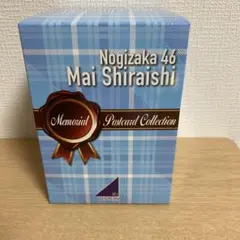 Nogizaka 46
Mai Shiraishi
Memorial Postcard Collection